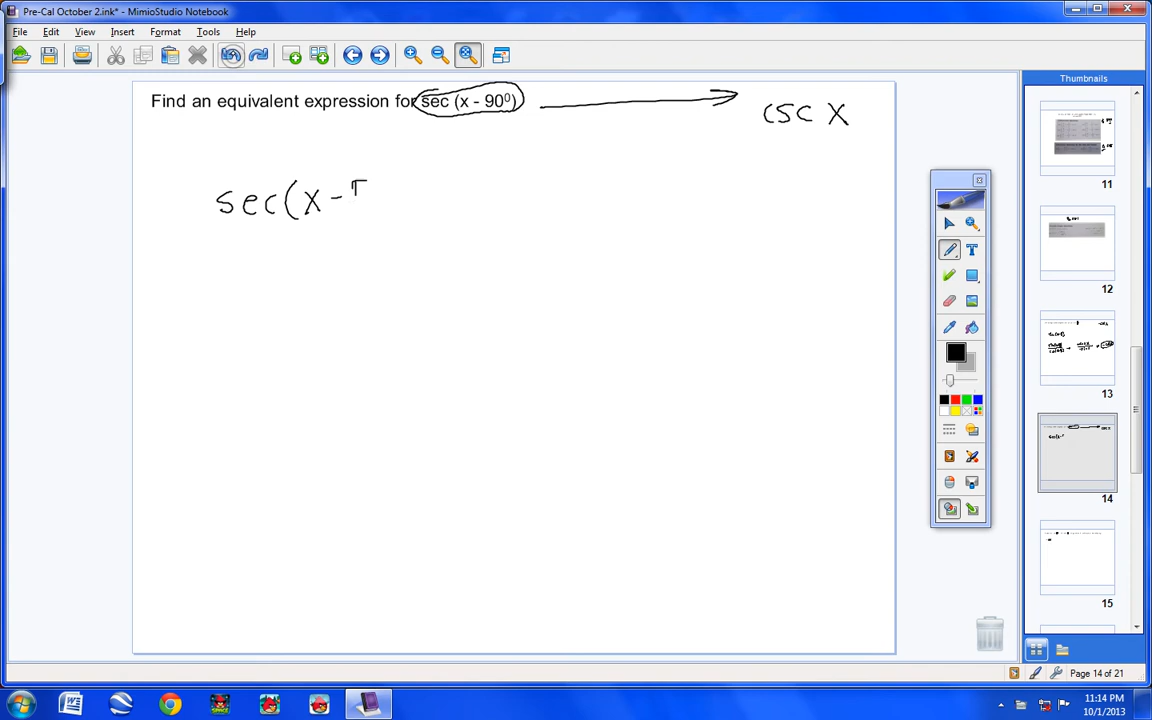 Pre-Cal October 2.ink* - MimioStudio Notebook
File Edit View Insert Format Tools Help
Find an equivalent expression for sec (x - 90⁰)
csc x
sec(x-
Thumbnails
11
12
13
14
15
Page 14 of 21
11:14 PM
10/1/2013